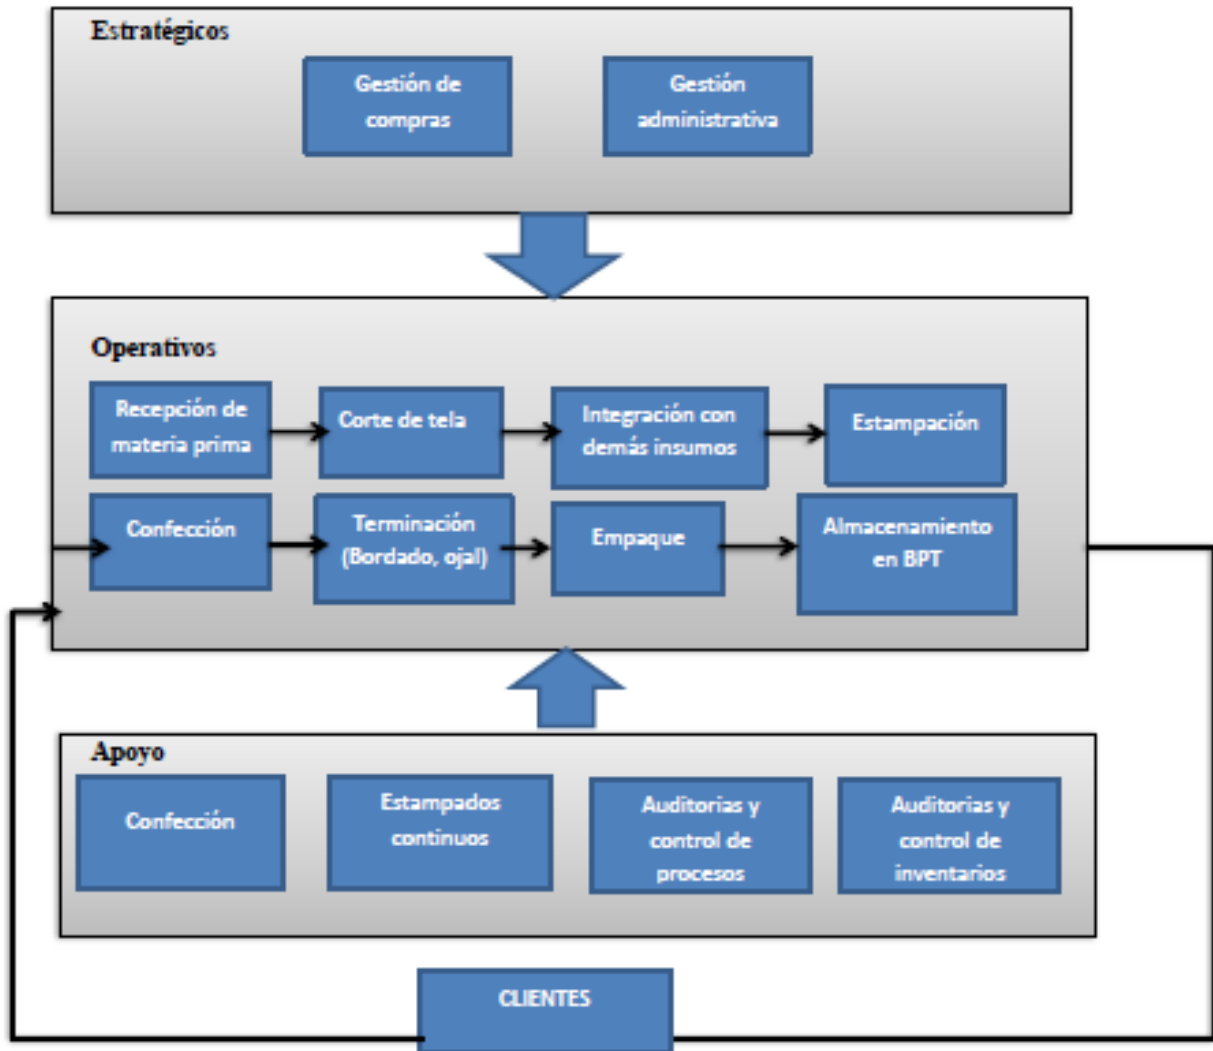 Estratégicos
Gestión de
compras
Gestión
administrativa
Operativos
Recepción de
materia prima
Corte de tela
Integración con
demás insumos
Estampación
Confección
Terminación
(Bordado, ojal)
Empaque
Almacenamiento
en BPT
Apoyo
Confección
Estampados
continuos
Auditorias y
control de
procesos
Auditorias y
control de
inventarios
CLIENTES